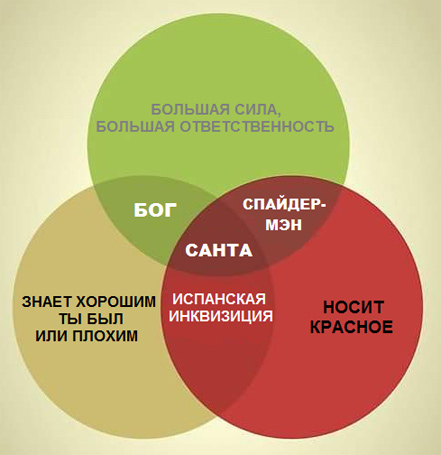 БОЛЬШАЯ СИЛА,
БОЛЬШАЯ ОТВЕТСТВЕННОСТЬ
БОГ
СПАЙДЕР-
МЭН
САНТА
ЗНАЕТ ХОРОШИМ
ТЫ БЫЛ
ИЛИ ПЛОХИМ
ИСПАНСКАЯ
ИНКВИЗИЦИЯ
НОСИТ
КРАСНОЕ